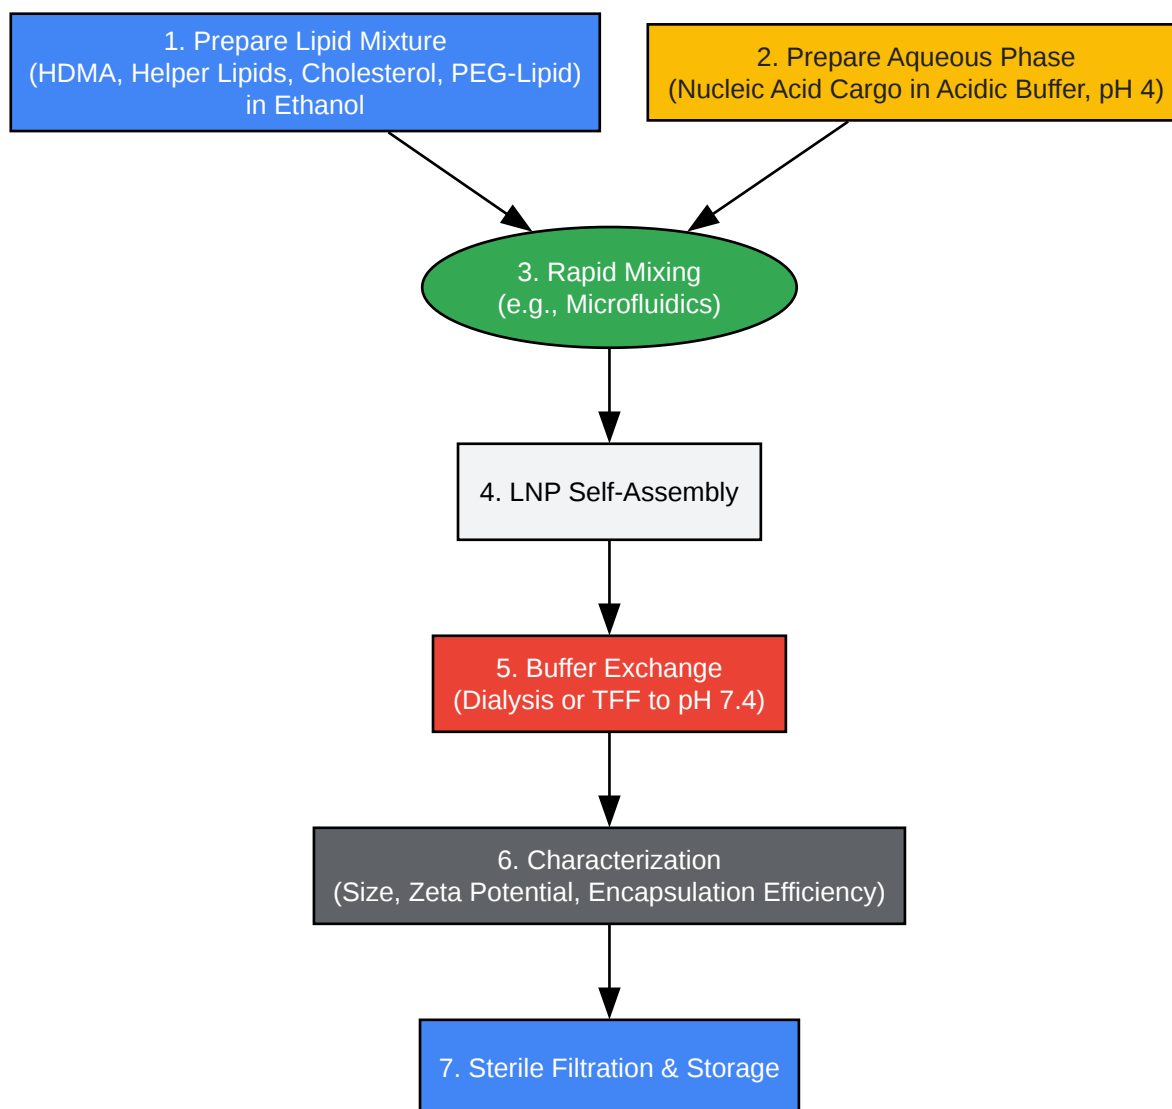 1. Prepare Lipid Mixture
(HDMA, Helper Lipids, Cholesterol, PEG-Lipid)
in Ethanol
2. Prepare Aqueous Phase
(Nucleic Acid Cargo in Acidic Buffer, pH 4)
3. Rapid Mixing
(e.g., Microfluidics)
4. LNP Self-Assembly
5. Buffer Exchange
(Dialysis or TFF to pH 7.4)
6. Characterization
(Size, Zeta Potential, Encapsulation Efficiency)
7. Sterile Filtration & Storage